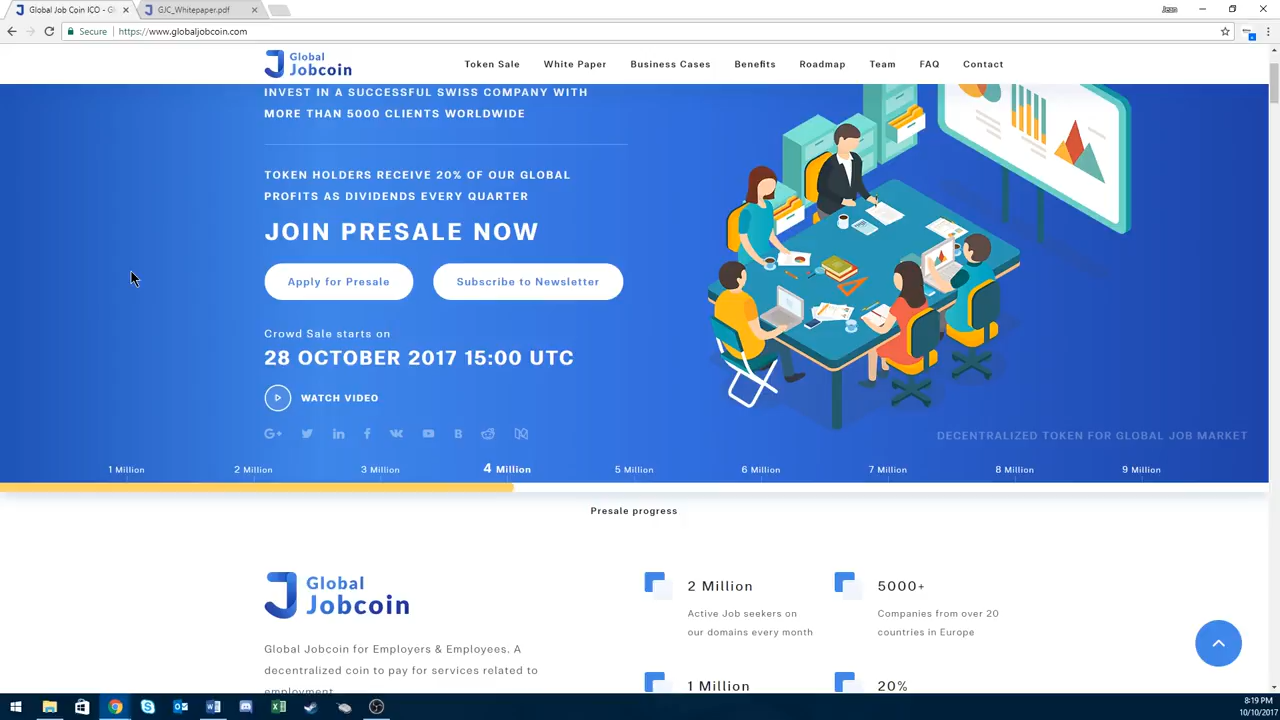 Global Job Coin ICO - G
GJC_Whitepaper.pdf
Secure
https://www.globaljobcoin.com
Global
Jobcoin
Token Sale
White Paper
Business Cases
Benefits
Roadmap
Team
FAQ
Contact
INVEST IN A SUCCESSFUL SWISS COMPANY WITH
MORE THAN 5000 CLIENTS WORLDWIDE
TOKEN HOLDERS RECEIVE 20% OF OUR GLOBAL
PROFITS AS DIVIDENDS EVERY QUARTER
JOIN PRESALE NOW
Apply for Presale
Subscribe to Newsletter
Crowd Sale starts on
28 OCTOBER 2017 15:00 UTC
WATCH VIDEO
DECENTRALIZED TOKEN FOR GLOBAL JOB MARKET
1 Million
2 Million
3 Million
4 Million
5 Million
6 Million
7 Million
8 Million
9 Million
Presale progress
Global
Jobcoin
Global Jobcoin for Employers & Employees. A
decentralized coin to pay for services related to
employment
2 Million
Active Job seekers on
our domains every month
5000+
Companies from over 20
countries in Europe
1 Million
20%
8:19 PM
10/10/2017